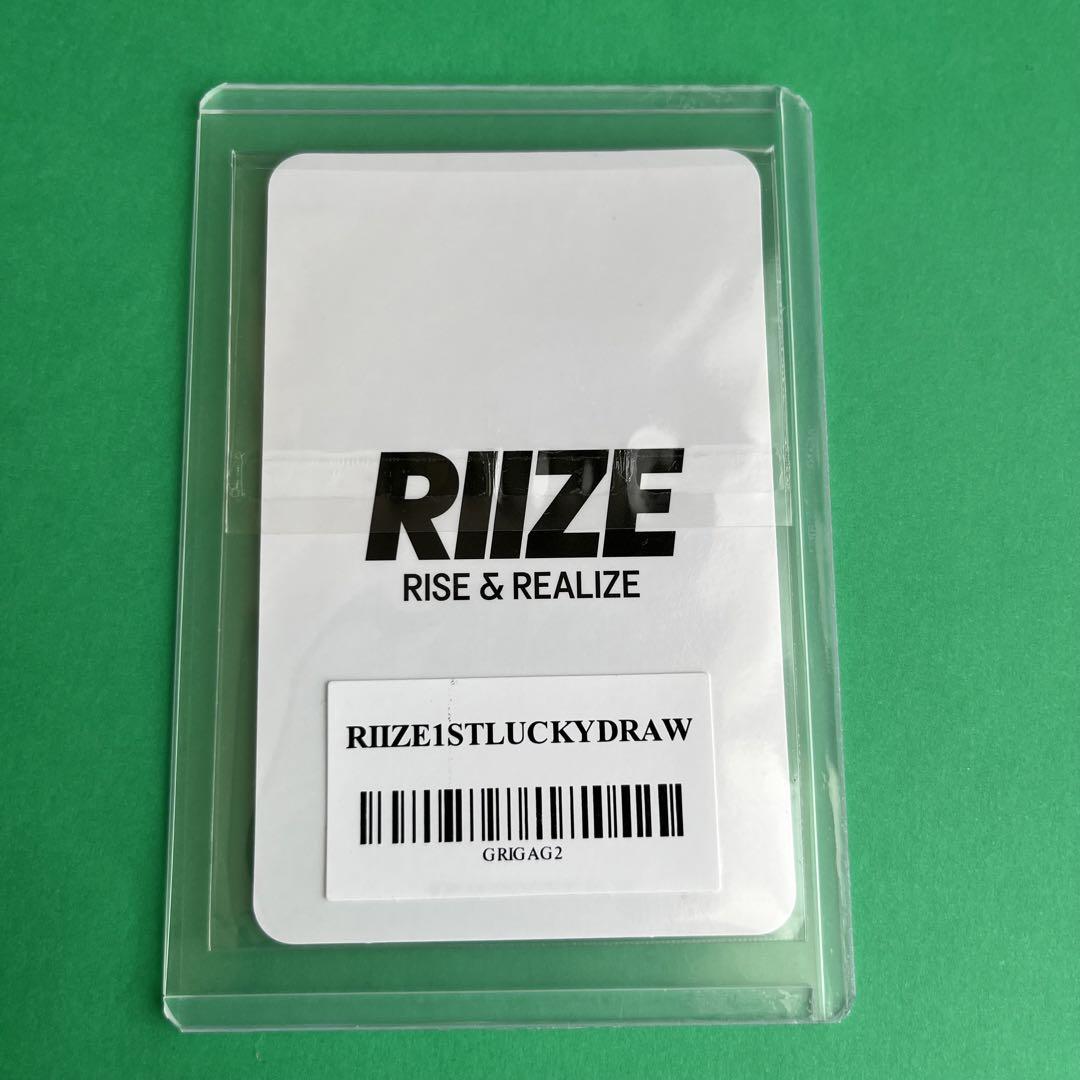 RIIZE
RISE & REALIZE
RIIZE1STLUCKYDRAW
GRIGAG2